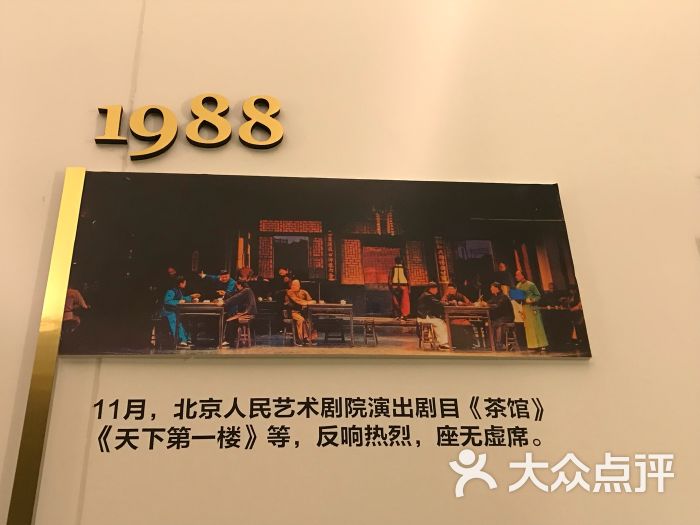 1988
11月，北京人民艺术剧院演出剧目《茶馆》
《天下第一楼》等，反响热烈，座无虚席。
大众点评